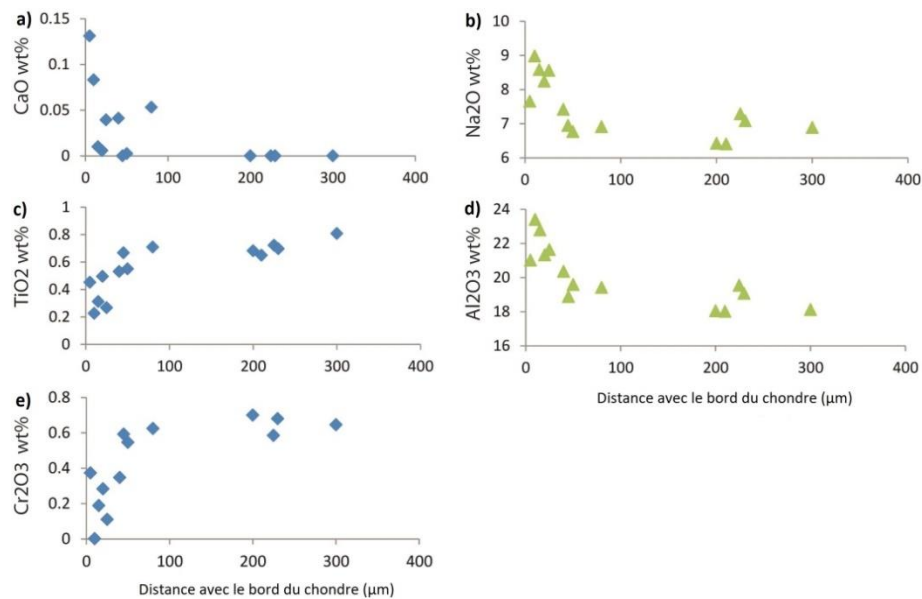 a)
CaO wt%
0.15
0.1
0.05
0
0 100 200 300 400
b)
Na2O wt%
10
9
8
7
6
0 100 200 300 400
c)
TiO2 wt%
1
0.8
0.6
0.4
0.2
0
0 100 200 300 400
d)
Al2O3 wt%
24
22
20
18
16
0 100 200 300 400
Distance avec le bord du chondre (µm)
e)
Cr2O3 wt%
0.8
0.6
0.4
0.2
0
0 100 200 300 400
Distance avec le bord du chondre (µm)